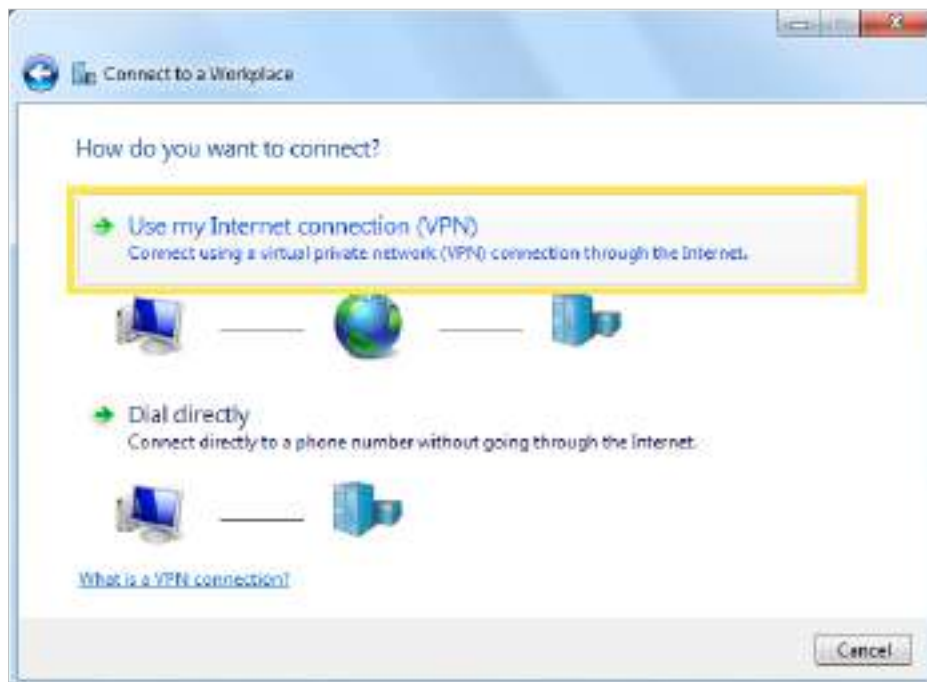 Connect to a Workplace
How do you want to connect?
Use my Internet connection (VPN)
Connect using a virtual private network (VPN) connection through the Internet.
Dial directly
Connect directly to a phone number without going through the Internet.
What is a VPN connection?
Cancel